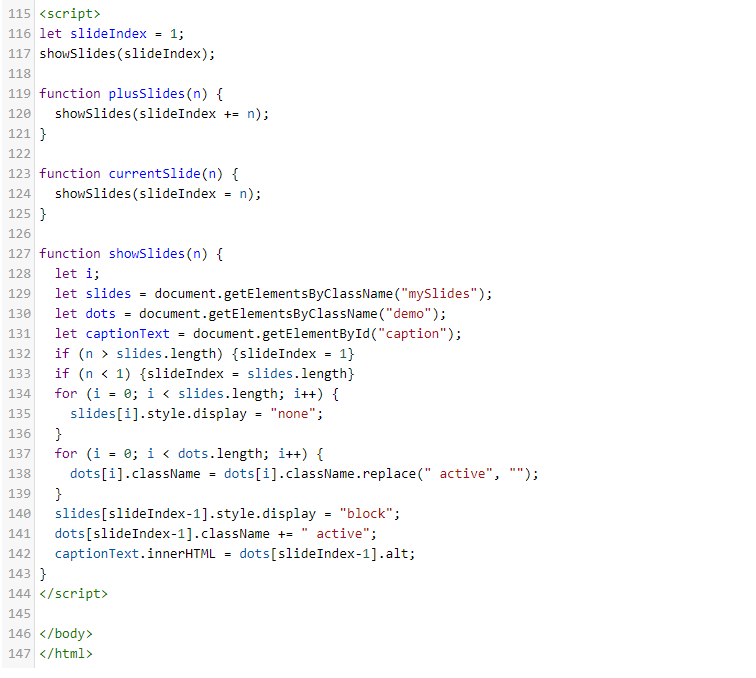 115 <script>
116 let slideIndex = 1;
117 showSlides(slideIndex);
118
119 function plusSlides(n) {
120   showSlides(slideIndex += n);
121 }
122
123 function currentSlide(n) {
124   showSlides(slideIndex = n);
125 }
126
127 function showSlides(n) {
128   let i;
129   let slides = document.getElementsByClassName("mySlides");
130   let dots = document.getElementsByClassName("demo");
131   let captionText = document.getElementById("caption");
132   if (n > slides.length) {slideIndex = 1}
133   if (n < 1) {slideIndex = slides.length}
134   for (i = 0; i < slides.length; i++) {
135     slides[i].style.display = "none";
136   }
137   for (i = 0; i < dots.length; i++) {
138     dots[i].className = dots[i].className.replace(" active", "");
139   }
140   slides[slideIndex-1].style.display = "block";
141   dots[slideIndex-1].className += " active";
142   captionText.innerHTML = dots[slideIndex-1].alt;
143 }
144 </script>
145
146 </body>
147 </html>